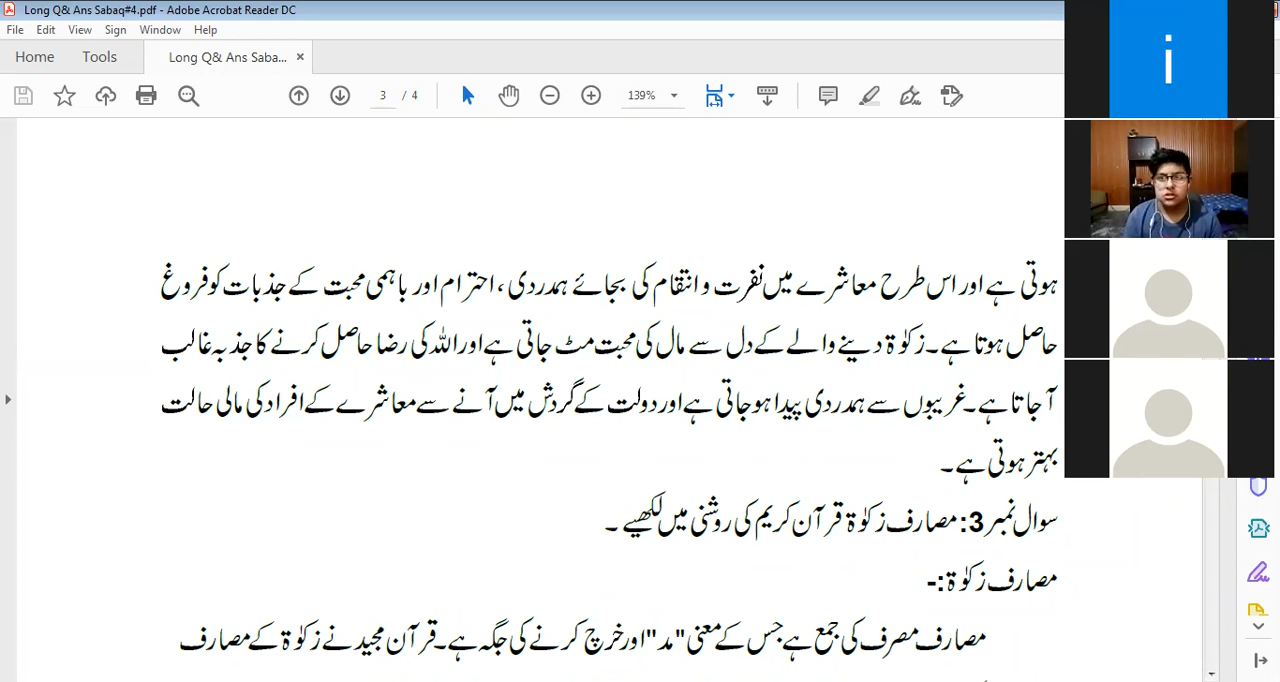 Long Q& Ans Sabaq#4.pdf - Adobe Acrobat Reader DC
File Edit View Sign Window Help
Home Tools Long Q& Ans Saba... ×
3 / 4 139%
i
ہوتی ہے اور اس طرح معاشرے میں نفرت و انتقام کی بجائے ہمدردی، احترام اور باہمی محبت کے جذبات کو فروغ
حاصل ہوتا ہے۔ زکوٰۃ دینے والے کے دل سے مال کی محبت مٹ جاتی ہے اور اللہ کی رضا حاصل کرنے کا جذبہ غالب
آ جاتا ہے۔ غریبوں سے ہمدردی پیدا ہو جاتی ہے اور دولت کے گردش میں آنے سے معاشرے کے افراد کی مالی حالت
بہتر ہوتی ہے۔
سوال نمبر 3: مصارف زکوٰۃ قرآن کریم کی روشنی میں لکھیے۔
مصارف زکوٰۃ:-
مصارف مصرف کی جمع ہے جس کے معنی "مد" اور خرچ کرنے کی جگہ ہے۔ قرآن مجید نے زکوٰۃ کے مصارف